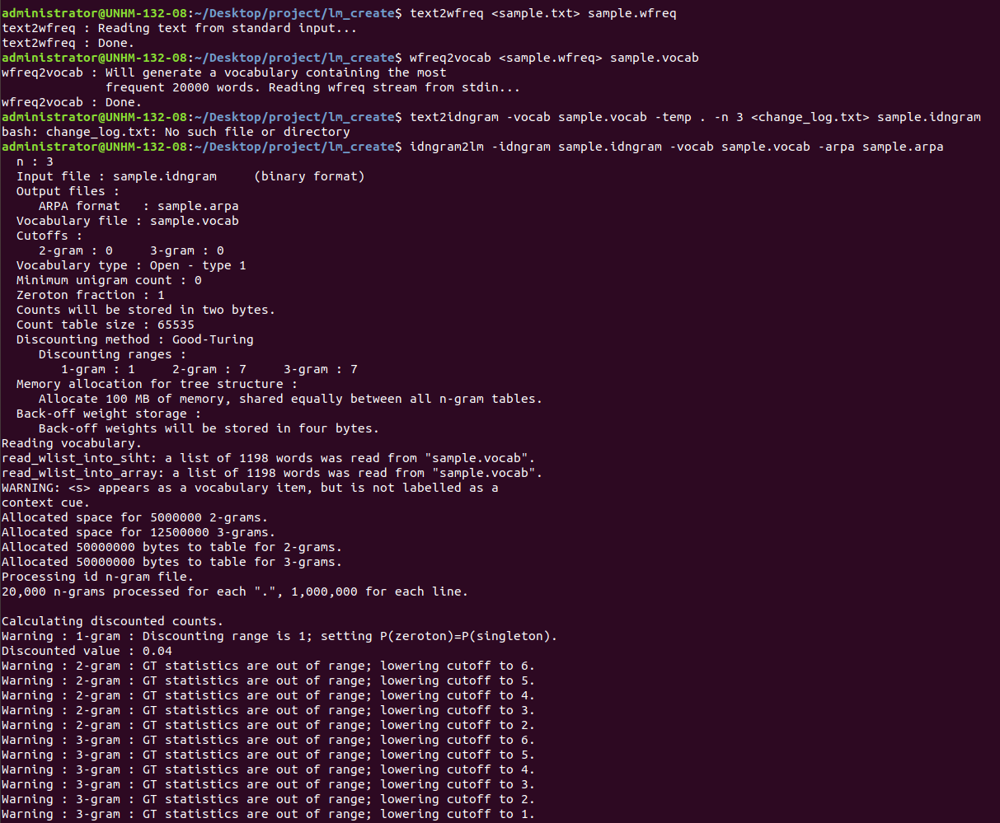 administrator@UNHM-132-08:~/Desktop/project/lm_create$ text2wfreq <sample.txt> sample.wfreq
text2wfreq : Reading text from standard input...
text2wfreq : Done.
administrator@UNHM-132-08:~/Desktop/project/lm_create$ wfreq2vocab <sample.wfreq> sample.vocab
wfreq2vocab : Will generate a vocabulary containing the most
              frequent 20000 words. Reading wfreq stream from stdin...
wfreq2vocab : Done.
administrator@UNHM-132-08:~/Desktop/project/lm_create$ text2idngram -vocab sample.vocab -temp . -n 3 <change_log.txt> sample.idngram
bash: change_log.txt: No such file or directory
administrator@UNHM-132-08:~/Desktop/project/lm_create$ idngram2lm -idngram sample.idngram -vocab sample.vocab -arpa sample.arpa
  n : 3
  Input file : sample.idngram     (binary format)
  Output files :
     ARPA format   : sample.arpa
  Vocabulary file : sample.vocab
  Cutoffs :
     2-gram : 0     3-gram : 0
  Vocabulary type : Open - type 1
  Minimum unigram count : 0
  Zeroton fraction : 1
  Counts will be stored in two bytes.
  Count table size : 65535
  Discounting method : Good-Turing
     Discounting ranges :
        1-gram : 1     2-gram : 7     3-gram : 7
  Memory allocation for tree structure :
     Allocate 100 MB of memory, shared equally between all n-gram tables.
  Back-off weight storage :
     Back-off weights will be stored in four bytes.
Reading vocabulary.
read_wlist_into_siht: a list of 1198 words was read from "sample.vocab".
read_wlist_into_array: a list of 1198 words was read from "sample.vocab".
WARNING: <s> appears as a vocabulary item, but is not labelled as a
context cue.
Allocated space for 5000000 2-grams.
Allocated space for 12500000 3-grams.
Allocated 50000000 bytes to table for 2-grams.
Allocated 50000000 bytes to table for 3-grams.
Processing id n-gram file.
20,000 n-grams processed for each ".", 1,000,000 for each line.

Calculating discounted counts.
Warning : 1-gram : Discounting range is 1; setting P(zeroton)=P(singleton).
Discounted value : 0.04
Warning : 2-gram : GT statistics are out of range; lowering cutoff to 6.
Warning : 2-gram : GT statistics are out of range; lowering cutoff to 5.
Warning : 2-gram : GT statistics are out of range; lowering cutoff to 4.
Warning : 2-gram : GT statistics are out of range; lowering cutoff to 3.
Warning : 2-gram : GT statistics are out of range; lowering cutoff to 2.
Warning : 3-gram : GT statistics are out of range; lowering cutoff to 6.
Warning : 3-gram : GT statistics are out of range; lowering cutoff to 5.
Warning : 3-gram : GT statistics are out of range; lowering cutoff to 4.
Warning : 3-gram : GT statistics are out of range; lowering cutoff to 3.
Warning : 3-gram : GT statistics are out of range; lowering cutoff to 2.
Warning : 3-gram : GT statistics are out of range; lowering cutoff to 1.